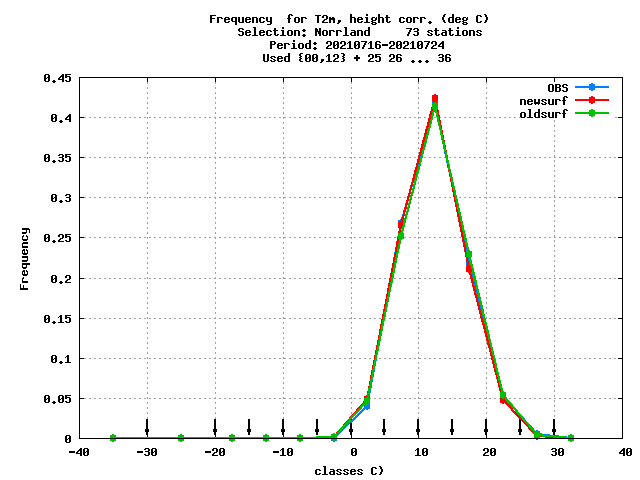 Frequency  for T2m, height corr. (deg C)
Selection: Norrland     73 stations
Period: 20210716-20210724
Used {00,12} + 25 26 ... 36
OBS
newsurf
oldsurf
0.45
0.4
0.35
0.3
0.25
0.2
0.15
0.1
0.05
0
Frequency
-40 -30 -20 -10 0 10 20 30 40
classes C)